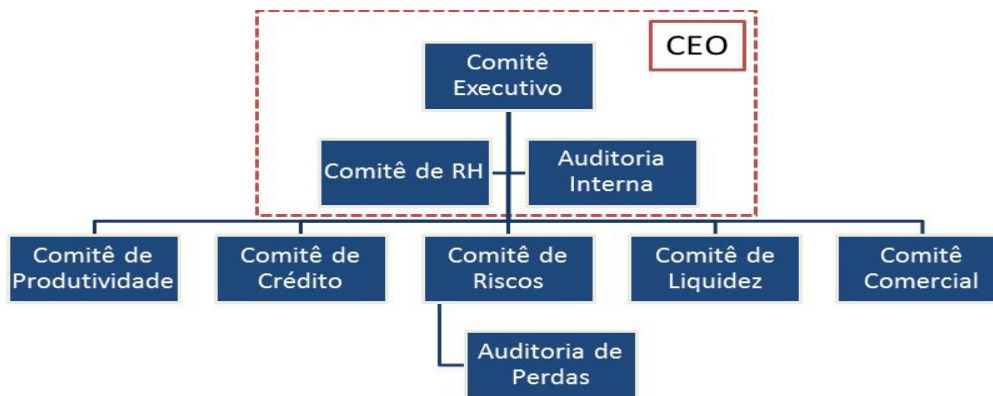 CEO
Comitê
Executivo
Comitê de RH
Auditoria
Interna
Comitê de
Produtividade
Comitê de
Crédito
Comitê de
Riscos
Comitê de
Liquidez
Comitê
Comercial
Auditoria de
Perdas